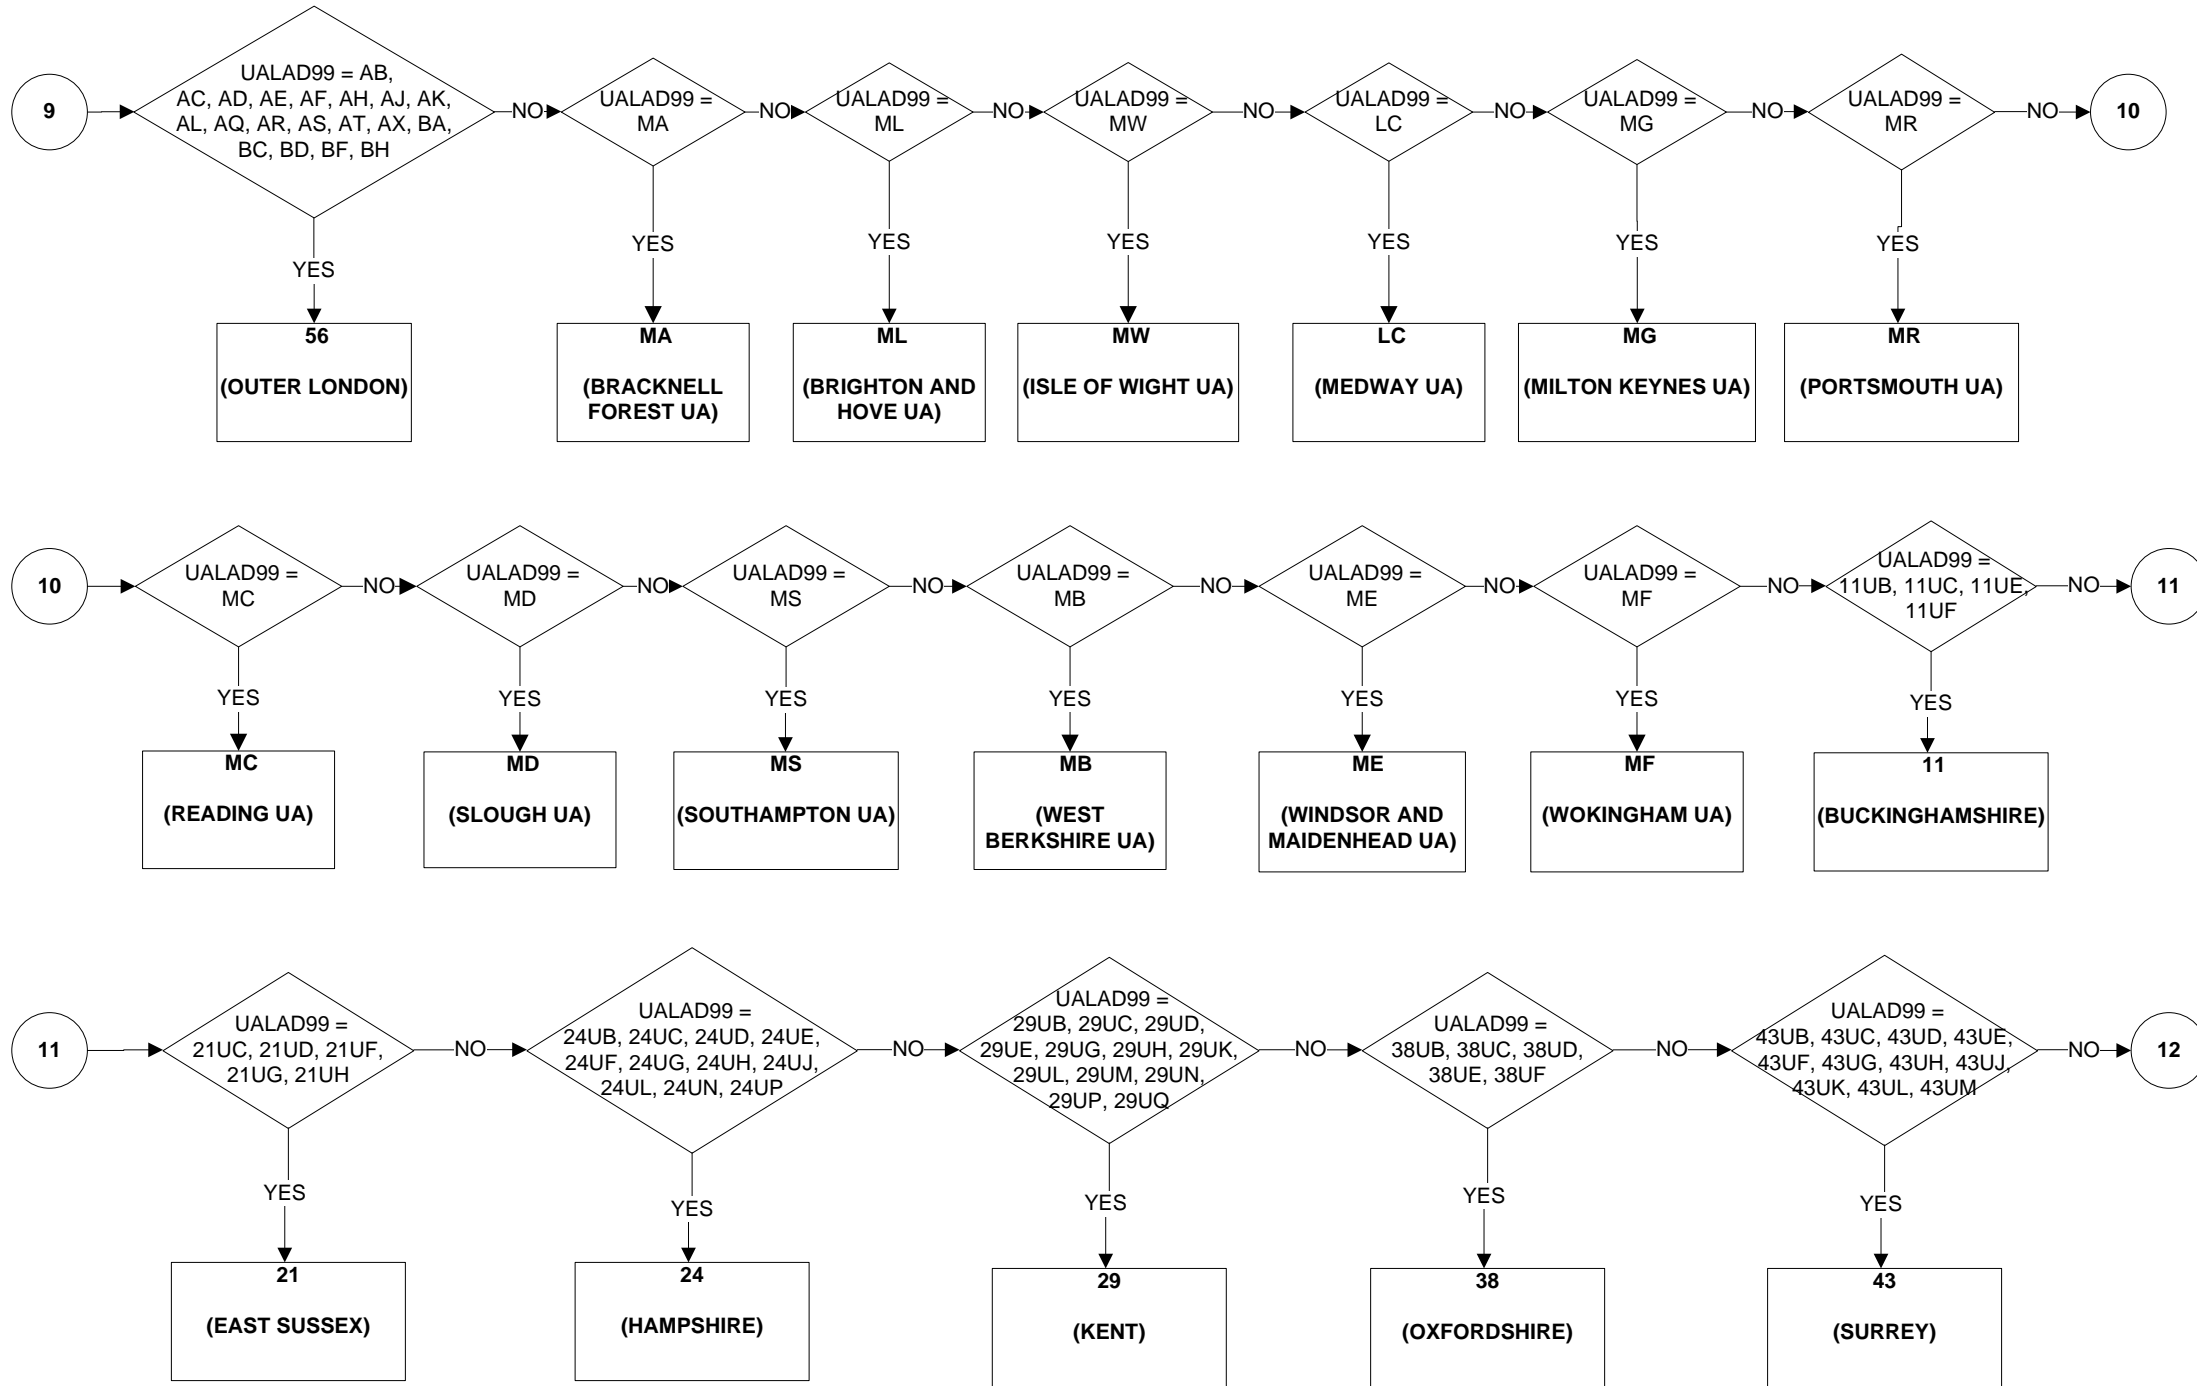 9
UALAD99 = AB,
AC, AD, AE, AF, AH, AJ, AK,
AL, AQ, AR, AS, AT, AX, BA,
BC, BD, BF, BH
NO
UALAD99 =
MA
NO
UALAD99 =
ML
NO
UALAD99 =
MW
NO
UALAD99 =
LC
NO
UALAD99 =
MG
NO
UALAD99 =
MR
NO
10
YES
YES
YES
YES
YES
YES
YES
56
(OUTER LONDON)
MA
(BRACKNELL
FOREST UA)
ML
(BRIGHTON AND
HOVE UA)
MW
(ISLE OF WIGHT UA)
LC
(MEDWAY UA)
MG
(MILTON KEYNES UA)
MR
(PORTSMOUTH UA)
10
UALAD99 =
MC
NO
UALAD99 =
MD
NO
UALAD99 =
MS
NO
UALAD99 =
MB
NO
UALAD99 =
ME
NO
UALAD99 =
MF
NO
UALAD99 =
11UB, 11UC, 11UE,
11UF
NO
11
YES
YES
YES
YES
YES
YES
YES
MC
(READING UA)
MD
(SLOUGH UA)
MS
(SOUTHAMPTON UA)
MB
(WEST
BERKSHIRE UA)
ME
(WINDSOR AND
MAIDENHEAD UA)
MF
(WOKINGHAM UA)
11
(BUCKINGHAMSHIRE)
11
UALAD99 =
21UC, 21UD, 21UF,
21UG, 21UH
NO
UALAD99 =
24UB, 24UC, 24UD, 24UE,
24UF, 24UG, 24UH, 24UJ,
24UL, 24UN, 24UP
NO
UALAD99 =
29UB, 29UC, 29UD,
29UE, 29UG, 29UH, 29UK,
29UL, 29UM, 29UN,
29UP, 29UQ
NO
UALAD99 =
38UB, 38UC, 38UD,
38UE, 38UF
NO
UALAD99 =
43UB, 43UC, 43UD, 43UE,
43UF, 43UG, 43UH, 43UJ,
43UK, 43UL, 43UM
NO
12
YES
YES
YES
YES
YES
21
(EAST SUSSEX)
24
(HAMPSHIRE)
29
(KENT)
38
(OXFORDSHIRE)
43
(SURREY)